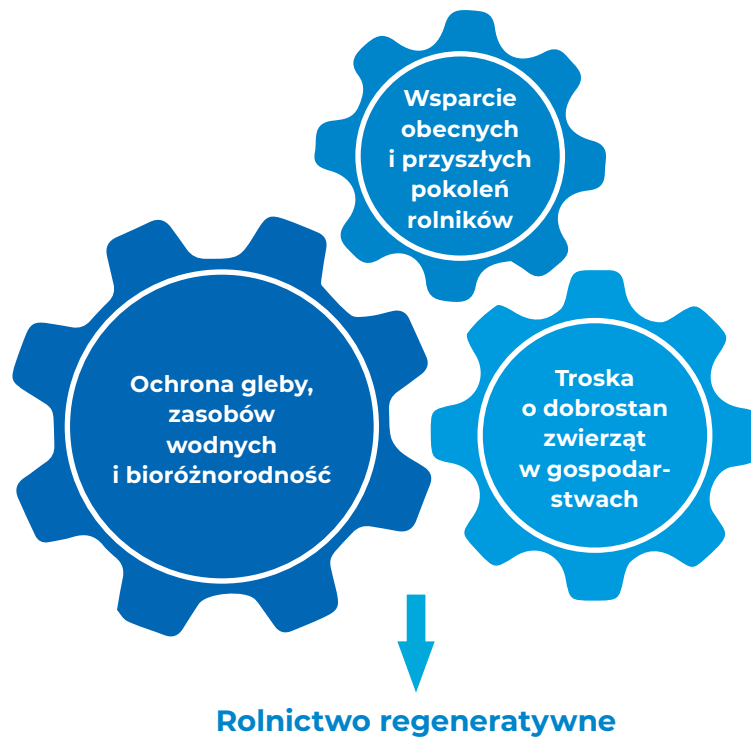 Wsparcie
obecnych
i przyszłych
pokoleń
rolników
Ochrona gleby,
zasobów
wodnych
i bioróżnorodność
Troska
o dobrostan
zwierząt
w gospodar-
stwach
Rolnictwo regeneratywne